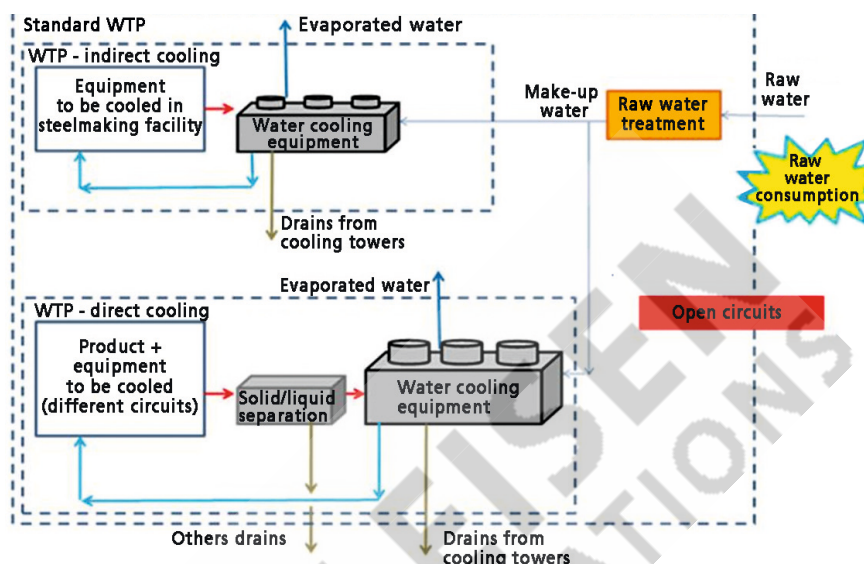 Standard WTP
Evaporated water
WTP - indirect cooling
Equipment
to be cooled in
steelmaking facility
Water cooling
equipment
Make-up
water
Raw water
treatment
Raw
water
Raw
water
consumption
Drains from
cooling towers
Evaporated water
WTP - direct cooling
Open circuits
Product +
equipment
to be cooled
(different circuits)
Solid/liquid
separation
Water cooling
equipment
Others drains
Drains from
cooling towers
EISEN